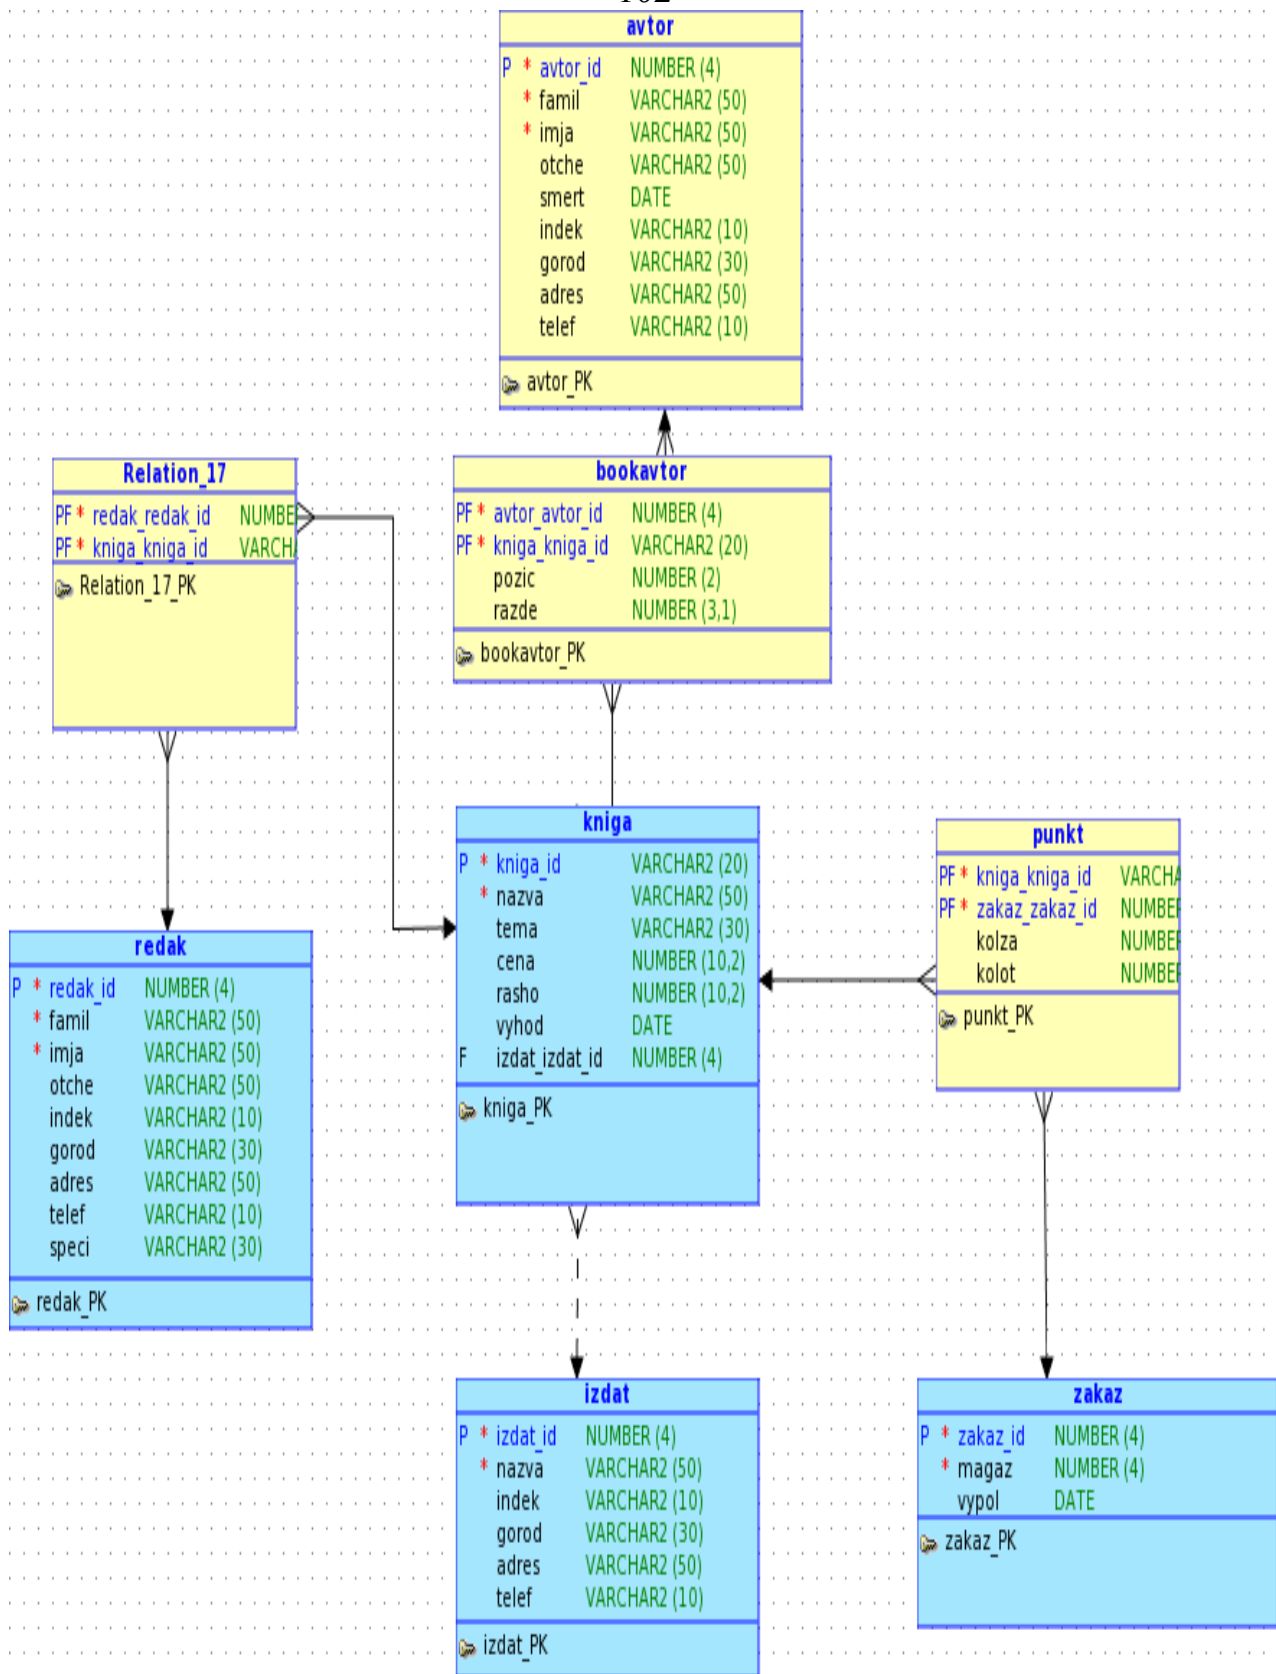 102
avtor
P * avtor_id NUMBER (4)
* famil VARCHAR2 (50)
* imja VARCHAR2 (50)
otche VARCHAR2 (50)
smert DATE
indek VARCHAR2 (10)
gorod VARCHAR2 (30)
adres VARCHAR2 (50)
telef VARCHAR2 (10)
avtor_PK
Relation_17
PF * redak_redak_id NUMBE
PF * kniga_kniga_id VARCHA
Relation_17_PK
bookavtor
PF * avtor_avtor_id NUMBER (4)
PF * kniga_kniga_id VARCHAR2 (20)
pozic NUMBER (2)
razde NUMBER (3,1)
bookavtor_PK
kniga
P * kniga_id VARCHAR2 (20)
* nazva VARCHAR2 (50)
tema VARCHAR2 (30)
cena NUMBER (10,2)
rasho NUMBER (10,2)
vyhod DATE
F izdat_izdat_id NUMBER (4)
kniga_PK
punkt
PF * kniga_kniga_id VARCHA
PF * zakaz_zakaz_id NUMBER
kolza NUMBER
kolot NUMBER
punkt_PK
redak
P * redak_id NUMBER (4)
* famil VARCHAR2 (50)
* imja VARCHAR2 (50)
otche VARCHAR2 (50)
indek VARCHAR2 (10)
gorod VARCHAR2 (30)
adres VARCHAR2 (50)
telef VARCHAR2 (10)
speci VARCHAR2 (30)
redak_PK
izdat
P * izdat_id NUMBER (4)
* nazva VARCHAR2 (50)
indek VARCHAR2 (10)
gorod VARCHAR2 (30)
adres VARCHAR2 (50)
telef VARCHAR2 (10)
izdat_PK
zakaz
P * zakaz_id NUMBER (4)
* magaz NUMBER (4)
vypol DATE
zakaz_PK